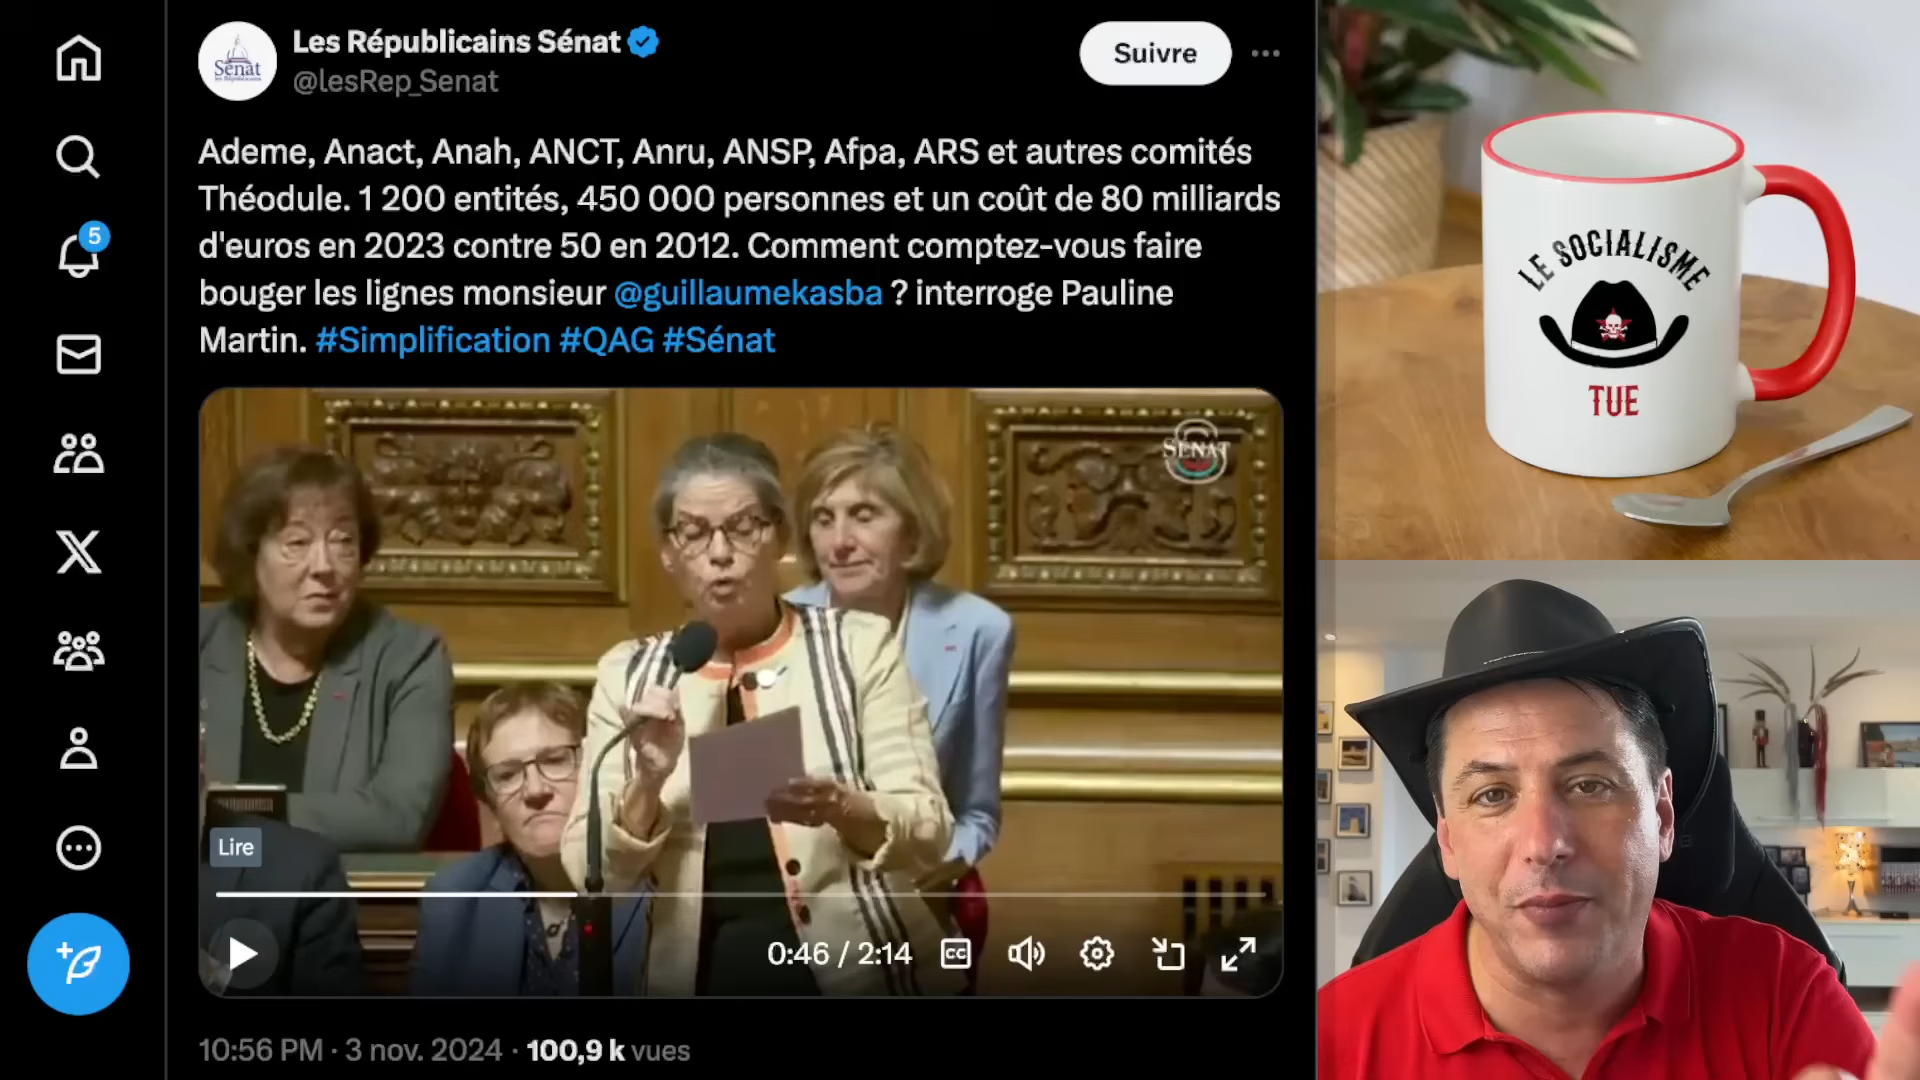 Les Républicains Sénat
@lesRep_Senat
Suivre
Sénat
5
Ademe, Anact, Anah, ANCT, Anru, ANSP, Afpa, ARS et autres comités
Théodule. 1 200 entités, 450 000 personnes et un coût de 80 milliards
d'euros en 2023 contre 50 en 2012. Comment comptez-vous faire
bouger les lignes monsieur @guillaumekasba ? interroge Pauline
Martin. #Simplification #QAG #Sénat
SÉNAT
Lire
0:46 / 2:14
CC
10:56 PM · 3 nov. 2024 · 100,9 k vues
LE SOCIALISME
TUE